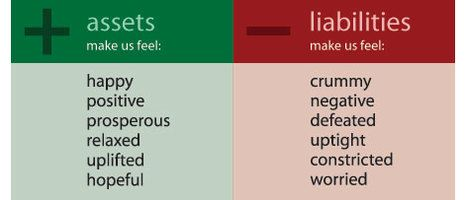 + assets
make us feel:
happy
positive
prosperous
relaxed
uplifted
hopeful
− liabilities
make us feel:
crummy
negative
defeated
uptight
constricted
worried